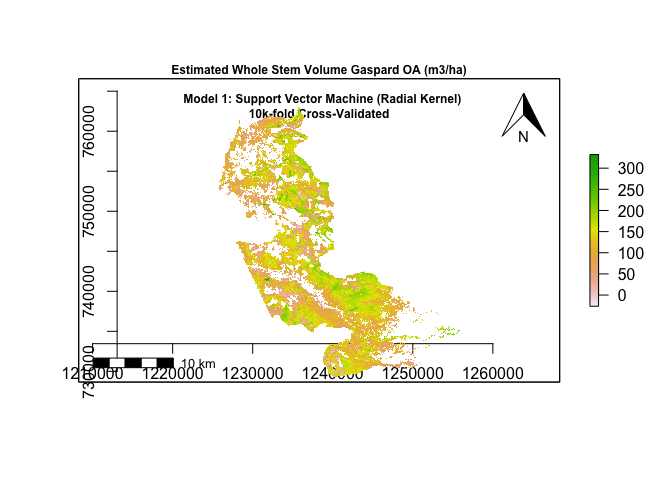 Estimated Whole Stem Volume Gaspard OA (m3/ha)
Model 1: Support Vector Machine (Radial Kernel)
10k-fold Cross-Validated
N
760000
750000
740000
730000
300
250
200
150
100
50
0
10 km
1210000 1220000 1230000 1240000 1250000 1260000